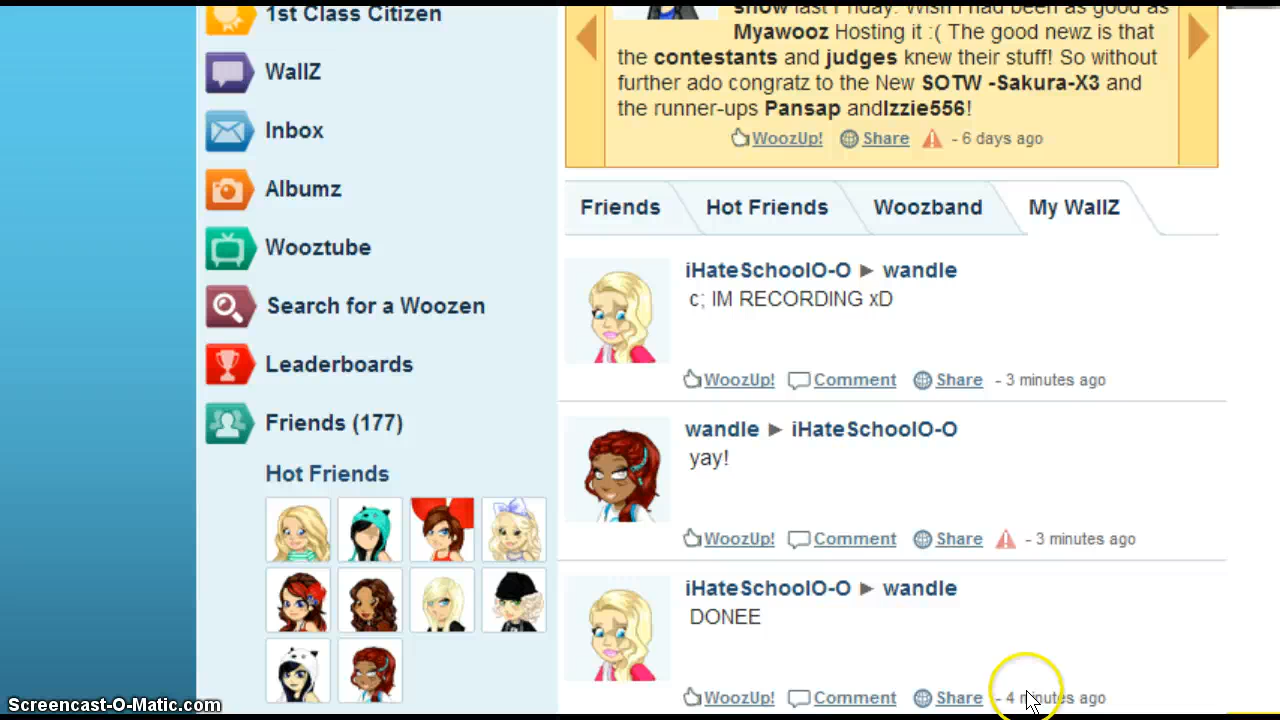 1st Class Citizen
WallZ
Inbox
Albumz
Wooztube
Search for a Woozen
Leaderboards
Friends (177)
Hot Friends
show last Friday. Wish I had been as good as
Myawooz Hosting it :( The good newz is that
the contestants and judges knew their stuff! So without
further ado congratz to the New SOTW -Sakura-X3 and
the runner-ups Pansap andIzzie556!
WoozUp! Share - 6 days ago
Friends Hot Friends Woozband My WallZ
iHateSchoolO-O ► wandle
c; IM RECORDING xD
WoozUp! Comment Share - 3 minutes ago
wandle ► iHateSchoolO-O
yay!
WoozUp! Comment Share - 3 minutes ago
iHateSchoolO-O ► wandle
DONEE
WoozUp! Comment Share - 4 minutes ago
Screencast-O-Matic.com